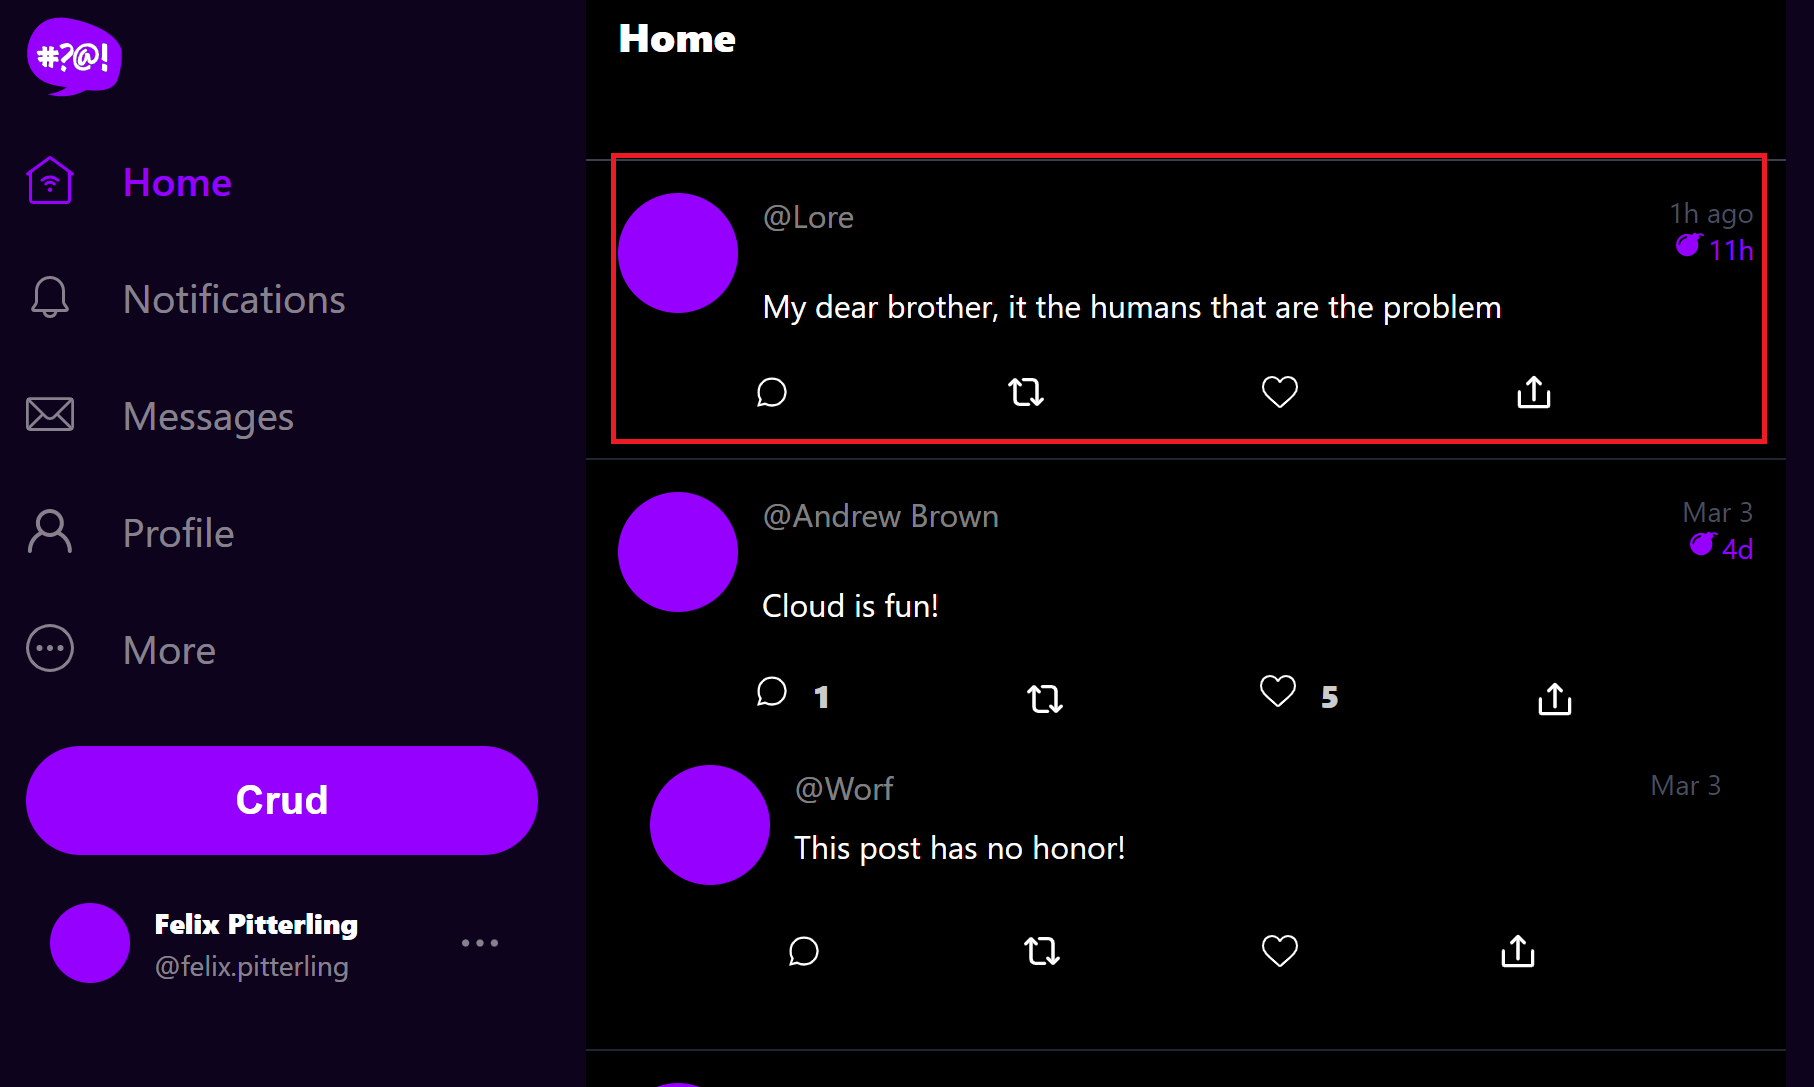 #?@!
Home
Notifications
Messages
Profile
More
Crud
Felix Pitterling
@felix.pitterling
Home
@Lore
1h ago
11h
My dear brother, it the humans that are the problem
@Andrew Brown
Mar 3
4d
Cloud is fun!
1
5
@Worf
Mar 3
This post has no honor!